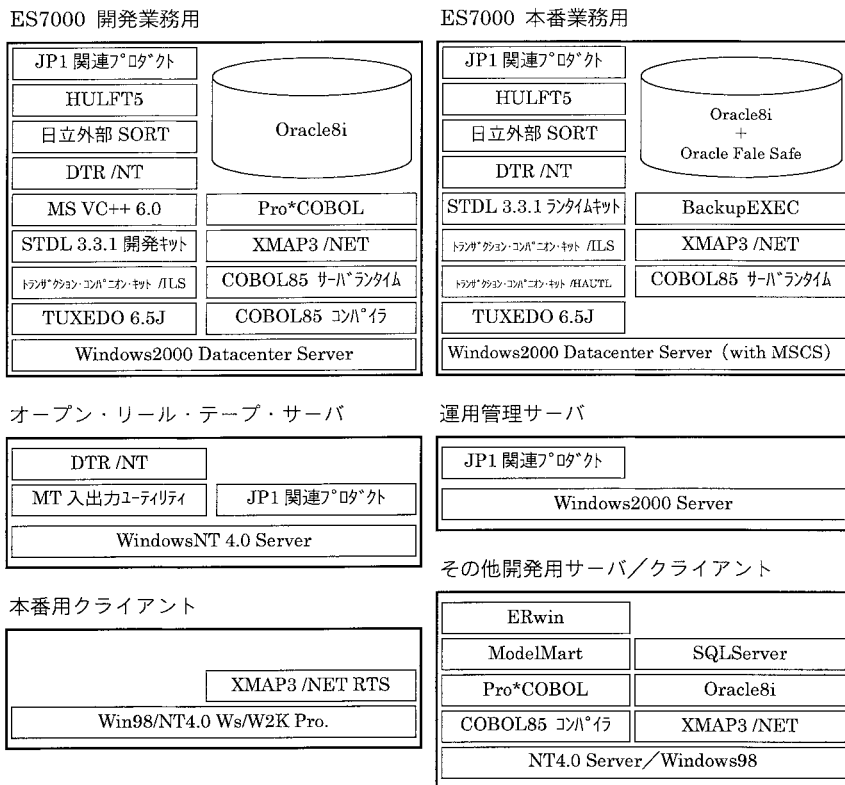 ES7000 開発業務用
JP1 関連ﾌﾟﾛﾀﾞｸﾄ
HULFT5
日立外部 SORT
DTR /NT
MS VC++ 6.0
STDL 3.3.1 開発ｷｯﾄ
ﾄﾗﾝｻﾞｸｼｮﾝ･ｺﾝﾊﾟﾆｵﾝ･ｷｯﾄ /ILS
TUXEDO 6.5J
Oracle8i
Pro*COBOL
XMAP3 /NET
COBOL85 ｻｰﾊﾞﾗﾝﾀｲﾑ
COBOL85 ｺﾝﾊﾟｲﾗ
Windows2000 Datacenter Server
ES7000 本番業務用
JP1 関連ﾌﾟﾛﾀﾞｸﾄ
HULFT5
日立外部 SORT
DTR /NT
STDL 3.3.1 ﾗﾝﾀｲﾑｷｯﾄ
ﾄﾗﾝｻﾞｸｼｮﾝ･ｺﾝﾊﾟﾆｵﾝ･ｷｯﾄ /ILS
ﾄﾗﾝｻﾞｸｼｮﾝ･ｺﾝﾊﾟﾆｵﾝ･ｷｯﾄ /HAUTL
TUXEDO 6.5J
Oracle8i
+
Oracle Fale Safe
BackupEXEC
XMAP3 /NET
COBOL85 ｻｰﾊﾞﾗﾝﾀｲﾑ
Windows2000 Datacenter Server（with MSCS）
オープン・リール・テープ・サーバ
DTR /NT
MT 入出力ﾕｰﾃｨﾘﾃｨ
JP1 関連ﾌﾟﾛﾀﾞｸﾄ
WindowsNT 4.0 Server
運用管理サーバ
JP1 関連ﾌﾟﾛﾀﾞｸﾄ
Windows2000 Server
本番用クライアント
XMAP3 /NET RTS
Win98/NT4.0 Ws/W2K Pro.
その他開発用サーバ／クライアント
ERwin
ModelMart
SQLServer
Pro*COBOL
Oracle8i
COBOL85 ｺﾝﾊﾟｲﾗ
XMAP3 /NET
NT4.0 Server／Windows98